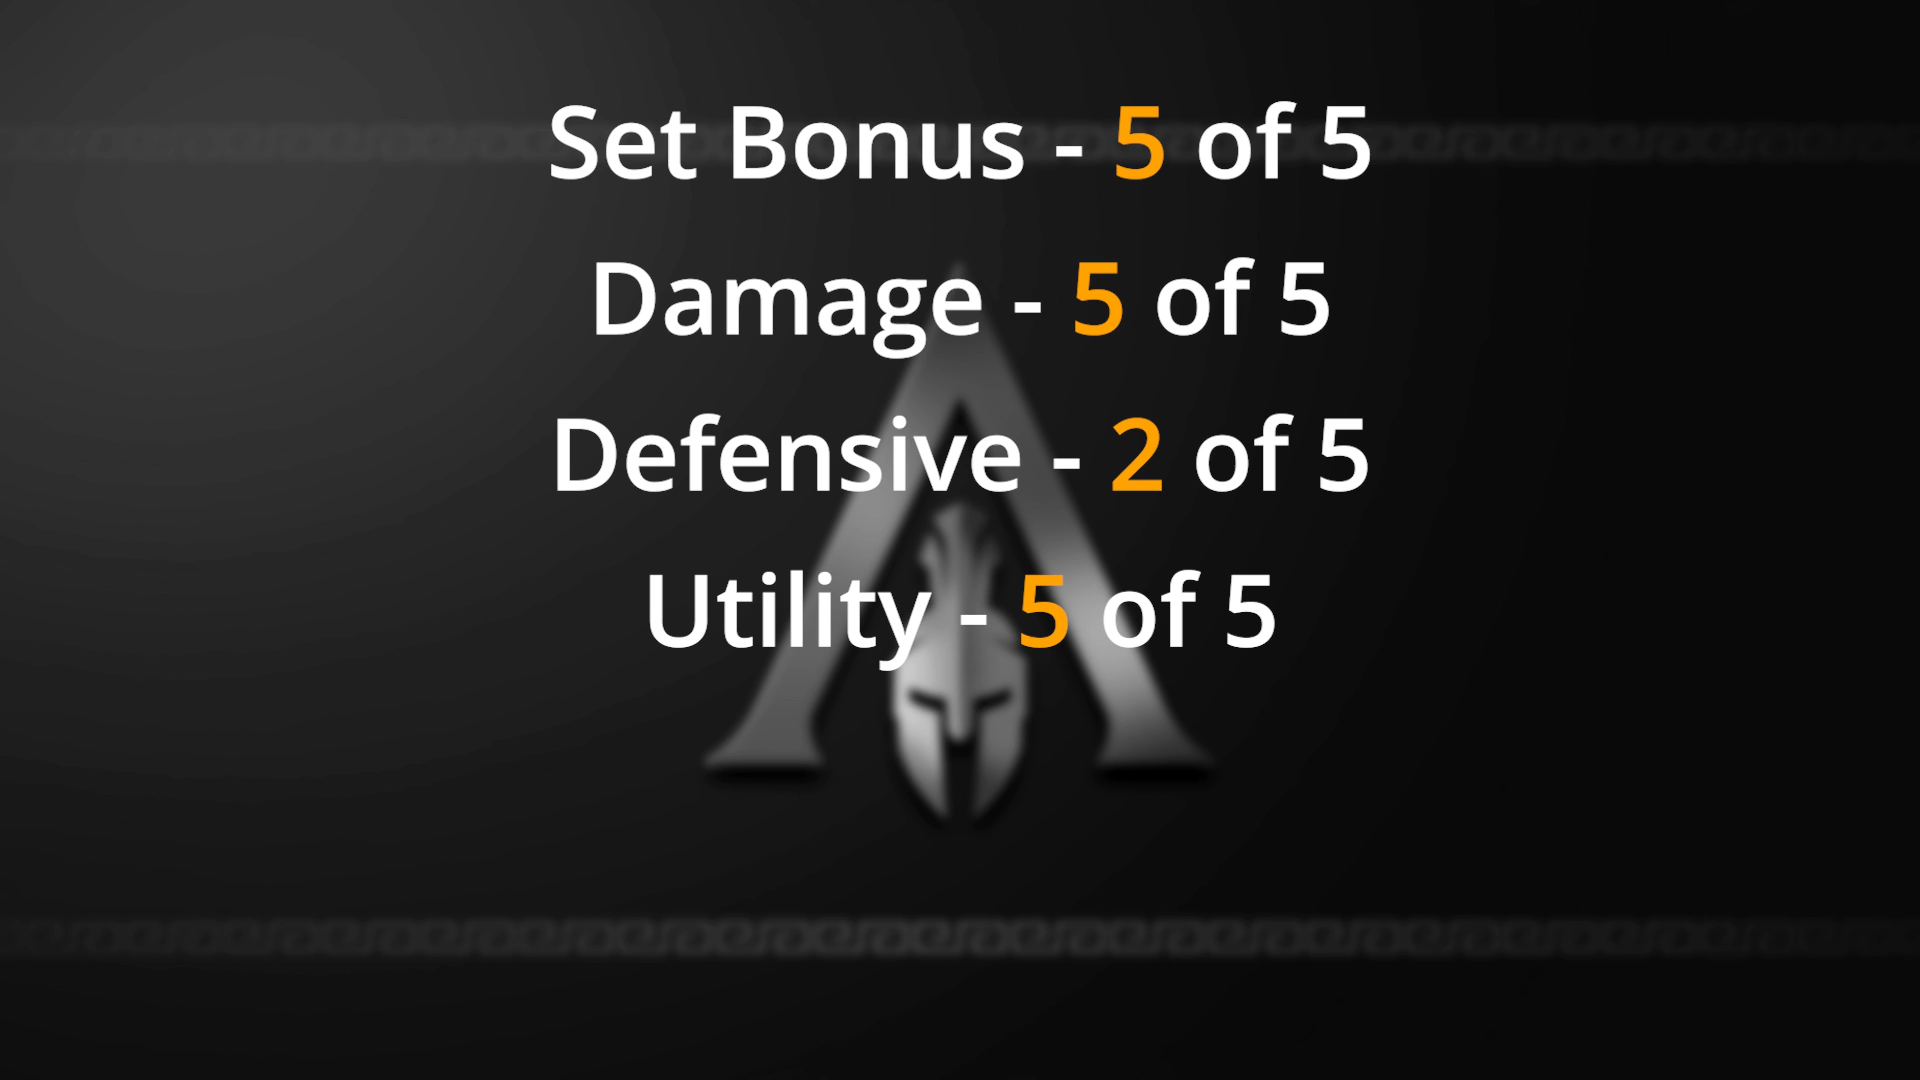 Set Bonus - 5 of 5
Damage - 5 of 5
Defensive - 2 of 5
Utility - 5 of 5